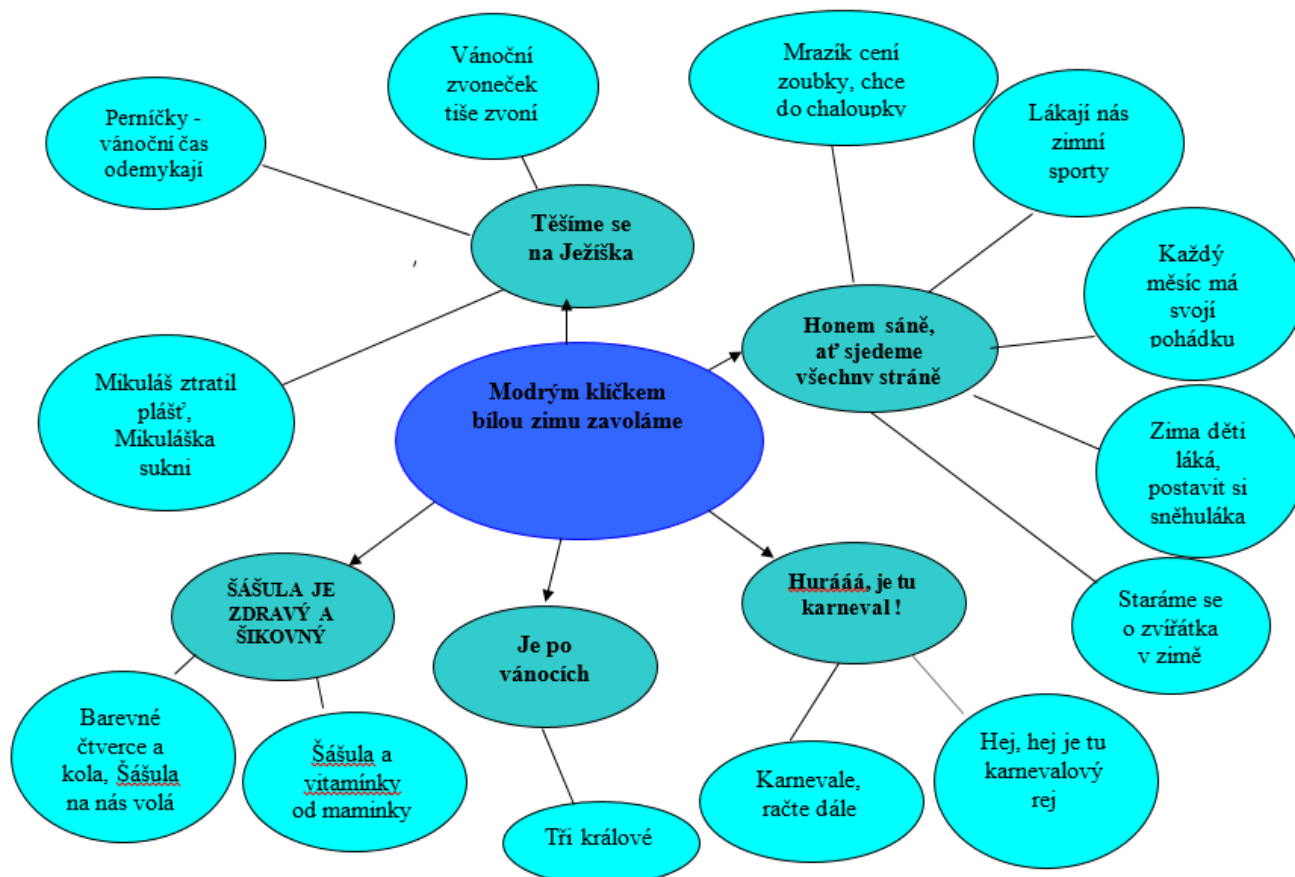 Vánoční
zvoneček
tiše zvoní
Mrazík cení
zoubky, chce
do chaloupky
Perníčky -
vánoční čas
odemykají
Lákají nás
zimní
sporty
Těšíme se
na Ježíška
Každý
měsíc má
svojí
pohádku
Honem sáně,
ať sjedeme
všechny stráně
Mikuláš ztratil
plášť,
Mikuláška
sukni
Modrým klíčkem
bílou zimu zavoláme
Zima děti
láká,
postavit si
sněhuláka
ŠÁŠULA JE
ZDRAVÝ A
ŠIKOVNÝ
Je po
vánocích
Hurááá, je tu
karneval !
Staráme se
o zvířátka
v zimě
Barevné
čtverce a
kola, Šášula
na nás volá
Šášula a
vitamínky
od maminky
Tři králové
Karnevale,
račte dále
Hej, hej je tu
karnevalový
rej